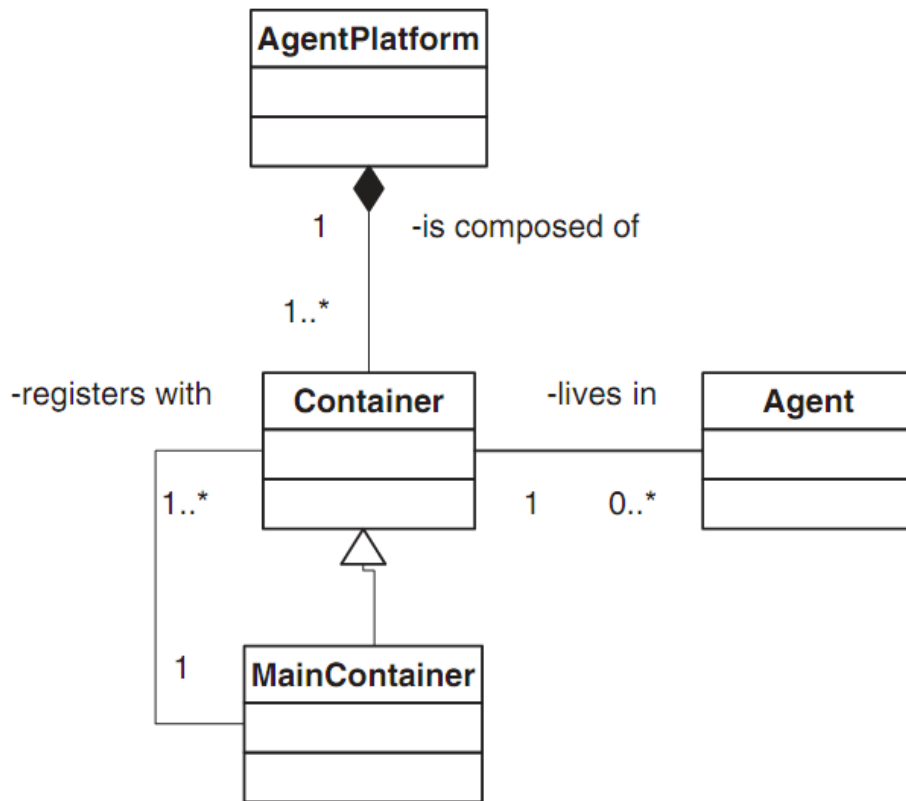 AgentPlatform
1
-is composed of
1..*
-registers with
Container
-lives in
Agent
1..*
1
0..*
1
MainContainer